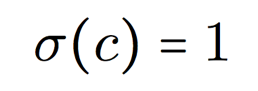 σ(c) = 1